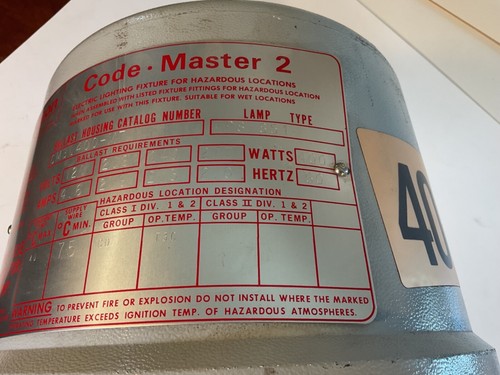 Code·Master 2
ELECTRIC LIGHTING FIXTURE FOR HAZARDOUS LOCATIONS
ASSEMBLED WITH LISTED FIXTURE FITTINGS FOR HAZARDOUS LOCATION
FOR USE WITH THIS FIXTURE. SUITABLE FOR WET LOCATIONS
HOUSING CATALOG NUMBER LAMP TYPE
BALLAST REQUIREMENTS
WATTS
HERTZ
HAZARDOUS LOCATION DESIGNATION
SUPPLY WIRE °C MIN. CLASS I DIV. 1 & 2 CLASS II DIV. 1 & 2
GROUP OP. TEMP. GROUP OP. TEMP.
75
WARNING TO PREVENT FIRE OR EXPLOSION DO NOT INSTALL WHERE THE MARKED
TEMPERATURE EXCEEDS IGNITION TEMP. OF HAZARDOUS ATMOSPHERES.
40